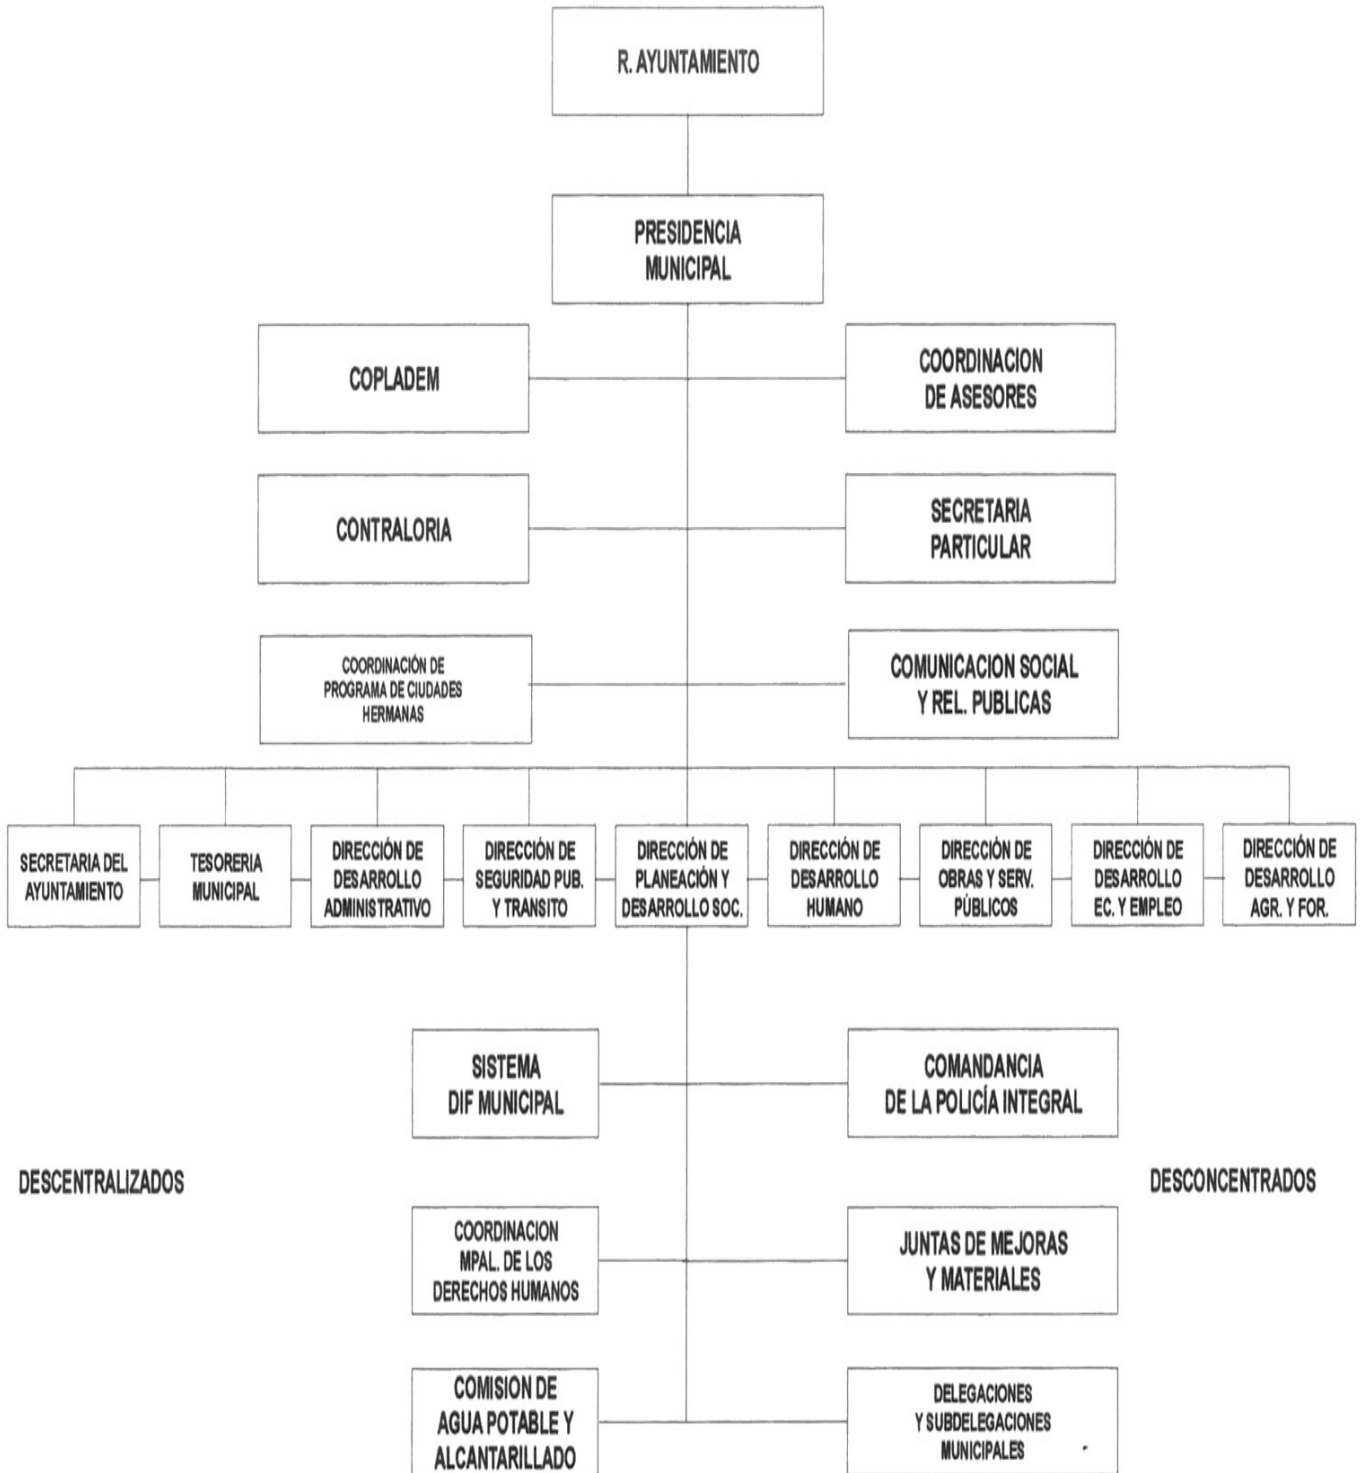 R. AYUNTAMIENTO
PRESIDENCIA
MUNICIPAL
COPLADEM
COORDINACION
DE ASESORES
CONTRALORIA
SECRETARIA
PARTICULAR
COORDINACIÓN DE
PROGRAMA DE CIUDADES
HERMANAS
COMUNICACION SOCIAL
Y REL. PUBLICAS
SECRETARIA DEL
AYUNTAMIENTO
TESORERIA
MUNICIPAL
DIRECCIÓN DE
DESARROLLO
ADMINISTRATIVO
DIRECCIÓN DE
SEGURIDAD PUB.
Y TRANSITO
DIRECCIÓN DE
PLANEACIÓN Y
DESARROLLO SOC.
DIRECCIÓN DE
DESARROLLO
HUMANO
DIRECCIÓN DE
OBRAS Y SERV.
PÚBLICOS
DIRECCIÓN DE
DESARROLLO
EC. Y EMPLEO
DIRECCIÓN DE
DESARROLLO
AGR. Y FOR.
SISTEMA
DIF MUNICIPAL
COMANDANCIA
DE LA POLICÍA INTEGRAL
DESCENTRALIZADOS
DESCONCENTRADOS
COORDINACION
MPAL. DE LOS
DERECHOS HUMANOS
JUNTAS DE MEJORAS
Y MATERIALES
COMISION DE
AGUA POTABLE Y
ALCANTARILLADO
DELEGACIONES
Y SUBDELEGACIONES
MUNICIPALES